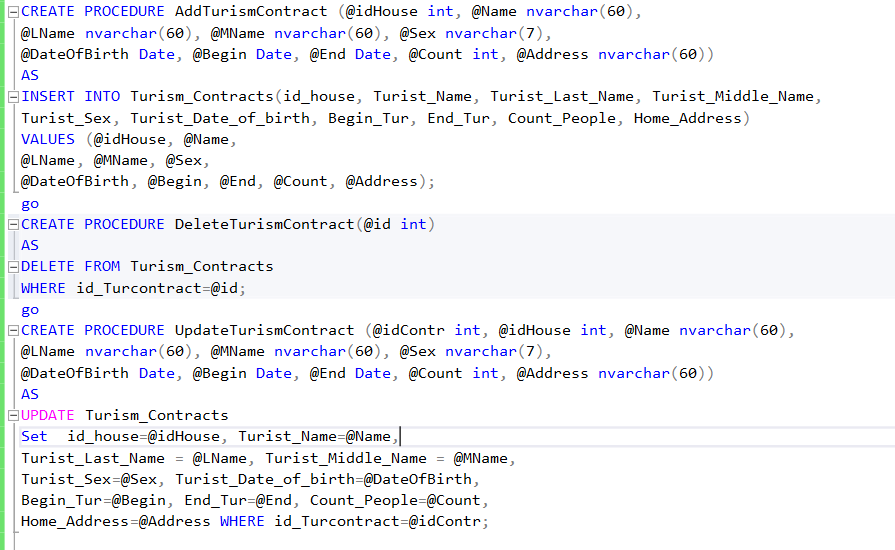 CREATE PROCEDURE AddTurismContract (@idHouse int, @Name nvarchar(60),
@LName nvarchar(60), @MName nvarchar(60), @Sex nvarchar(7),
@DateOfBirth Date, @Begin Date, @End Date, @Count int, @Address nvarchar(60))
AS
INSERT INTO Turism_Contracts(id_house, Turist_Name, Turist_Last_Name, Turist_Middle_Name,
Turist_Sex, Turist_Date_of_birth, Begin_Tur, End_Tur, Count_People, Home_Address)
VALUES (@idHouse, @Name,
@LName, @MName, @Sex,
@DateOfBirth, @Begin, @End, @Count, @Address);
go
CREATE PROCEDURE DeleteTurismContract(@id int)
AS
DELETE FROM Turism_Contracts
WHERE id_Turcontract=@id;
go
CREATE PROCEDURE UpdateTurismContract (@idContr int, @idHouse int, @Name nvarchar(60),
@LName nvarchar(60), @MName nvarchar(60), @Sex nvarchar(7),
@DateOfBirth Date, @Begin Date, @End Date, @Count int, @Address nvarchar(60))
AS
UPDATE Turism_Contracts
Set  id_house=@idHouse, Turist_Name=@Name,
Turist_Last_Name = @LName, Turist_Middle_Name = @MName,
Turist_Sex=@Sex, Turist_Date_of_birth=@DateOfBirth,
Begin_Tur=@Begin, End_Tur=@End, Count_People=@Count,
Home_Address=@Address WHERE id_Turcontract=@idContr;